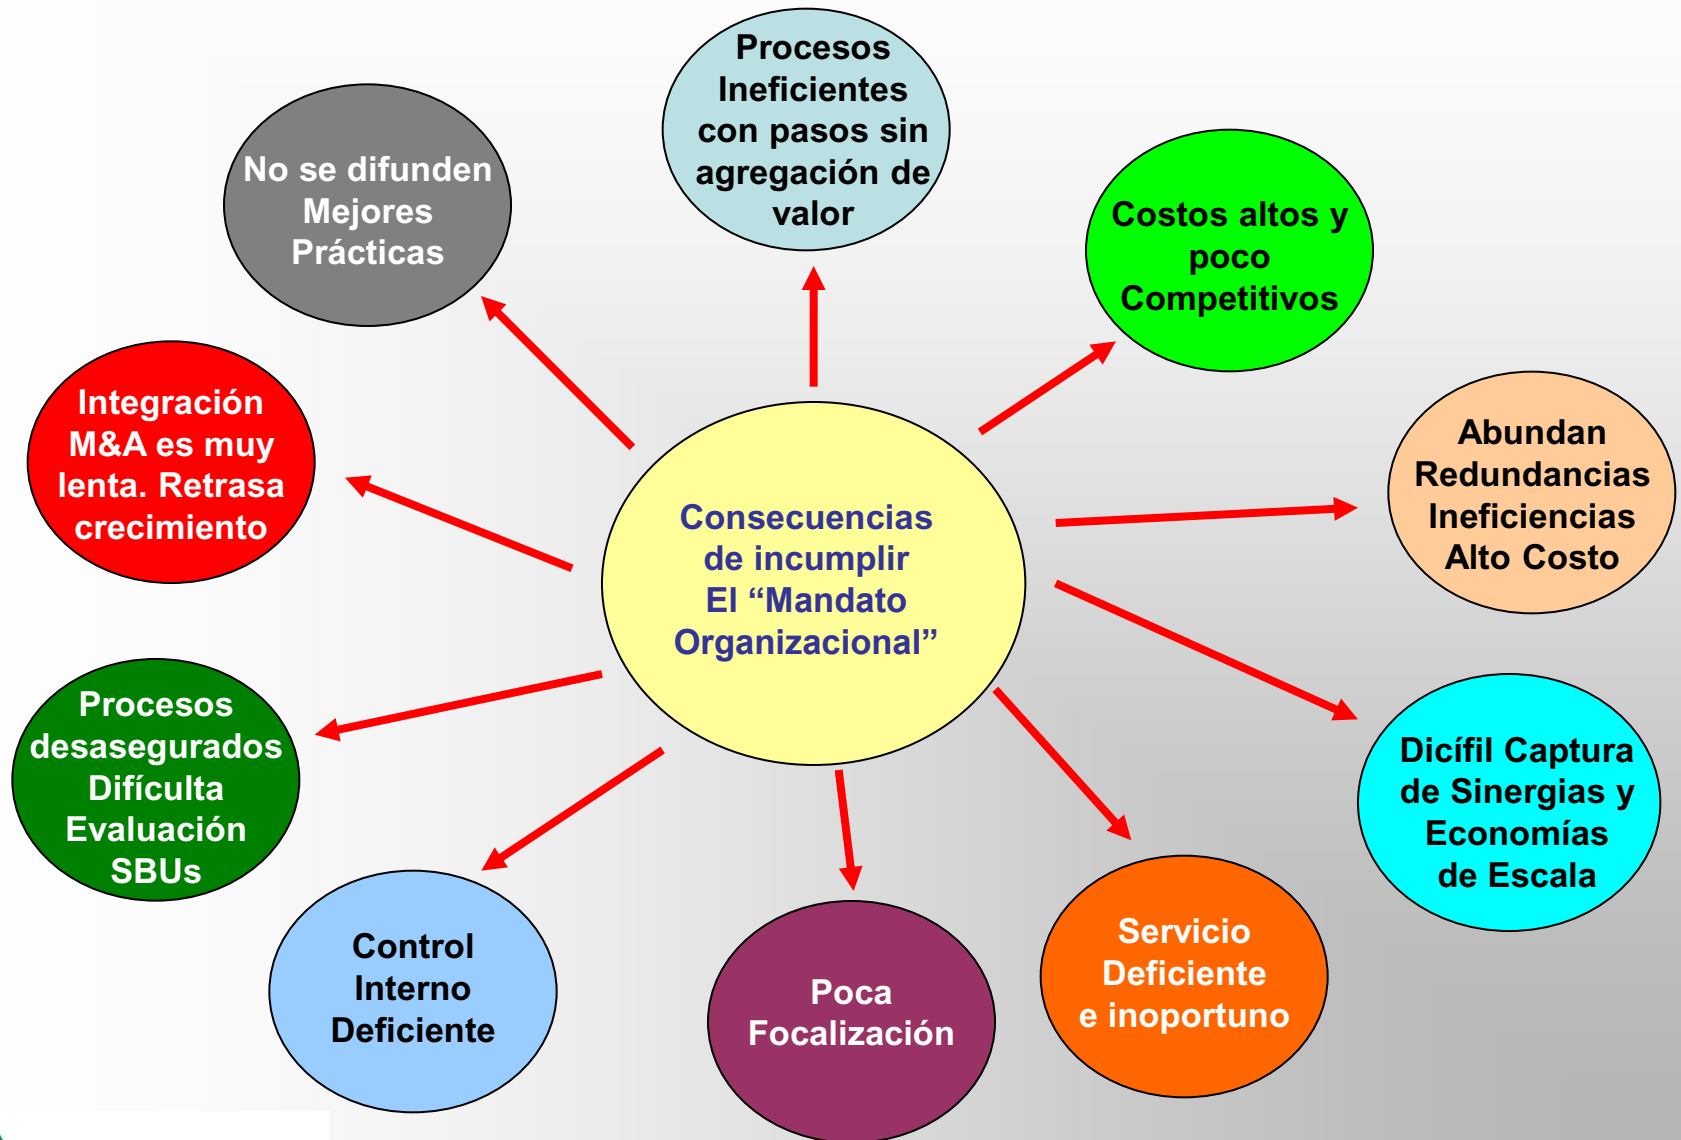 Procesos
Ineficientes
con pasos sin
agregación de
valor
No se difunden
Mejores
Prácticas
Costos altos y
poco
Competitivos
Integración
M&A es muy
lenta. Retrasa
crecimiento
Abundan
Redundancias
Ineficiencias
Alto Costo
Consecuencias
de incumplir
El “Mandato
Organizacional”
Procesos
desasegurados
Difículta
Evaluación
SBUs
Dicífil Captura
de Sinergias y
Economías
de Escala
Control
Interno
Deficiente
Poca
Focalización
Servicio
Deficiente
e inoportuno